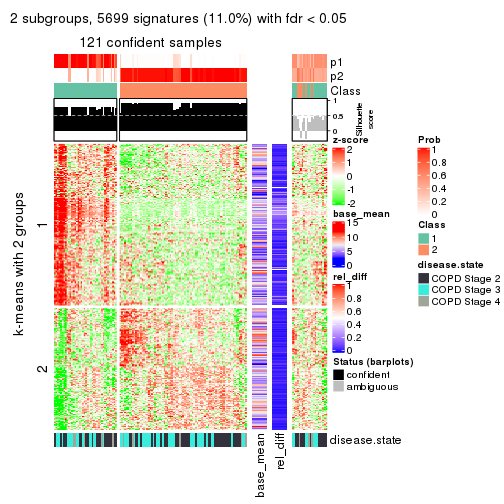 2 subgroups, 5699 signatures (11.0%) with fdr < 0.05
121 confident samples
p1
p2
Class
1
0.5
0
Silhouette
score
k-means with 2 groups
1
2
z-score
2
1
0
-1
-2
base_mean
15
10
5
0
rel_diff
1
0.8
0.6
0.4
0.2
0
Status (barplots)
confident
ambiguous
Prob
1
0.8
0.6
0.4
0.2
0
Class
1
2
disease.state
COPD Stage 2
COPD Stage 3
COPD Stage 4
disease.state
base_mean
rel_diff